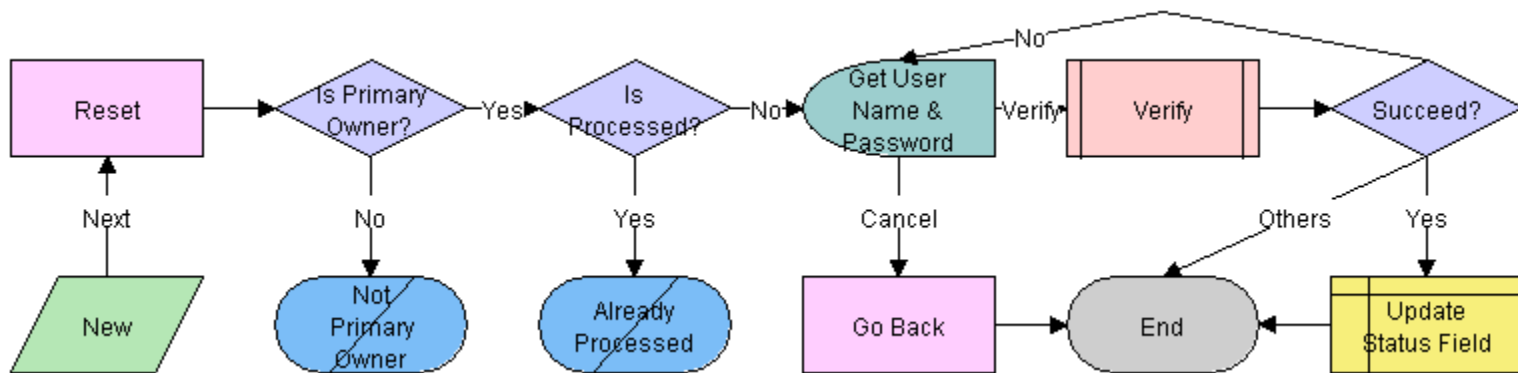 No
Reset
Is Primary
Owner?
Yes
Is
Processed?
No
Get User
Name &
Password
Verify
Verify
Succeed?
Next
No
Yes
Cancel
Others
Yes
New
Not
Primary
Owner
Already
Processed
Go Back
End
Update
Status Field